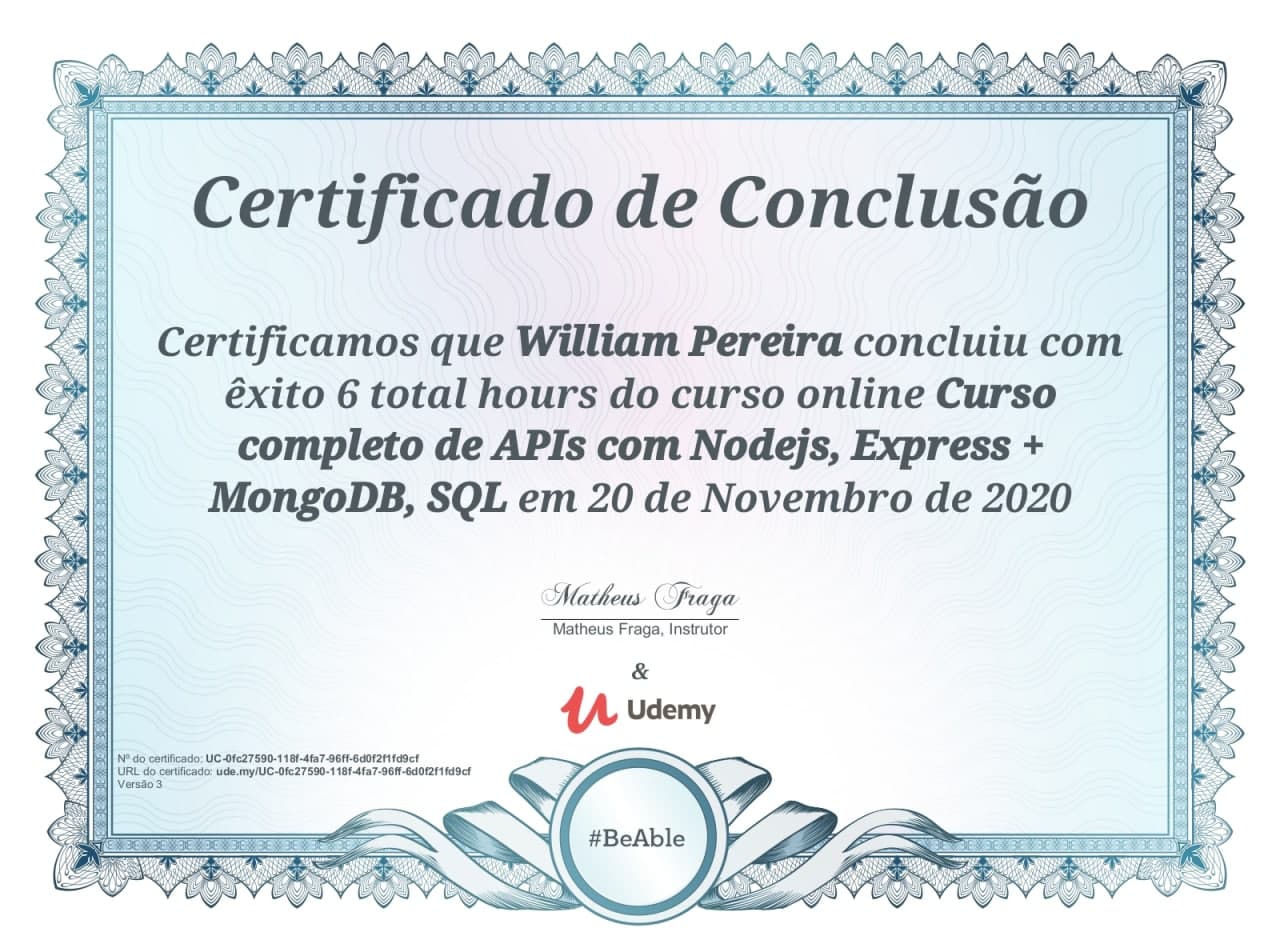 Certificado de Conclusão
Certificamos que William Pereira concluiu com
êxito 6 total hours do curso online Curso
completo de APIs com Nodejs, Express +
MongoDB, SQL em 20 de Novembro de 2020
Matheus Fraga
Matheus Fraga, Instrutor
&
Udemy
Nº do certificado: UC-0fc27590-118f-4fa7-96ff-6d0f2f1fd9cf
URL do certificado: ude.my/UC-0fc27590-118f-4fa7-96ff-6d0f2f1fd9cf
Versão 3
#BeAble